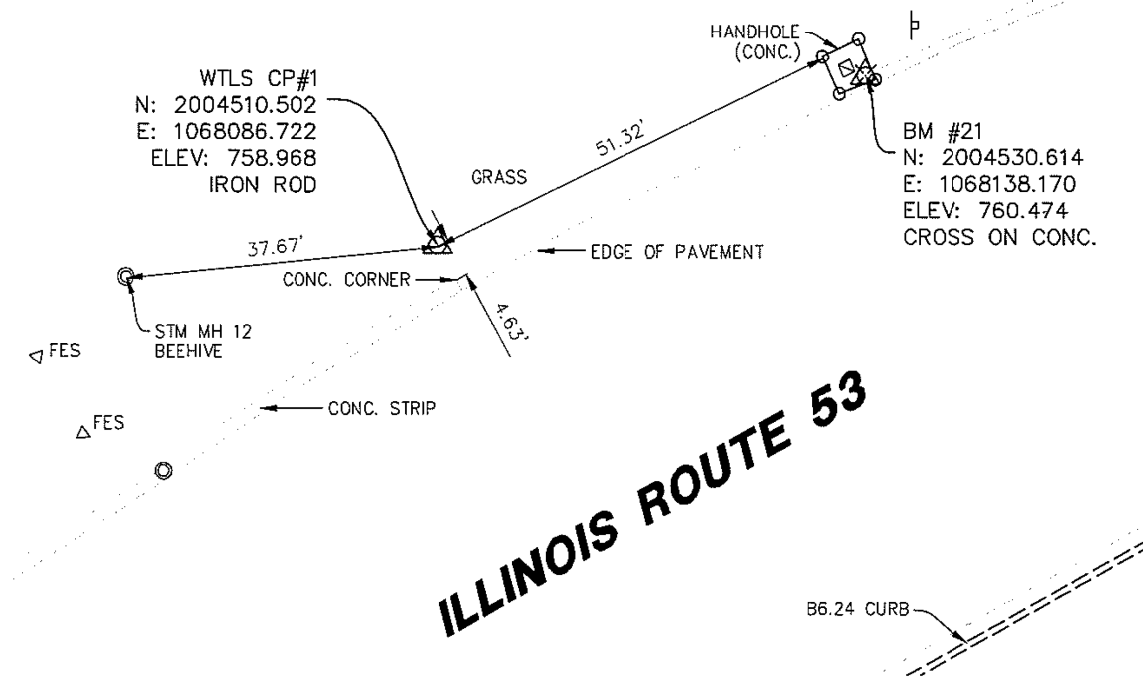 HANDHOLE
(CONC.)
WTLS CP#1
N: 2004510.502
E: 1068086.722
ELEV: 758.968
IRON ROD
51.32'
BM #21
N: 2004530.614
E: 1068138.170
ELEV: 760.474
CROSS ON CONC.
GRASS
37.67'
EDGE OF PAVEMENT
CONC. CORNER
4.63'
STM MH 12
BEEHIVE
FES
FES
CONC. STRIP
ILLINOIS ROUTE 53
B6.24 CURB